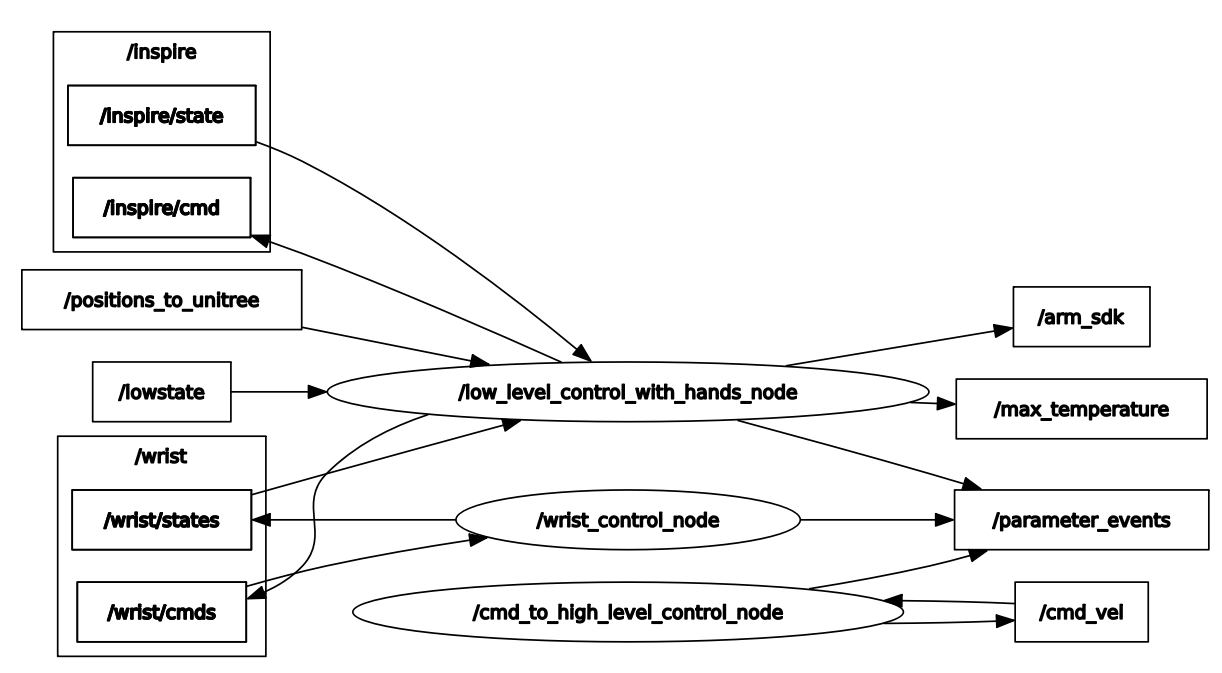 /inspire
/inspire/state
/inspire/cmd
/positions_to_unitree
/arm_sdk
/lowstate
/low_level_control_with_hands_node
/max_temperature
/wrist
/wrist/states
/wrist_control_node
/parameter_events
/wrist/cmds
/cmd_to_high_level_control_node
/cmd_vel